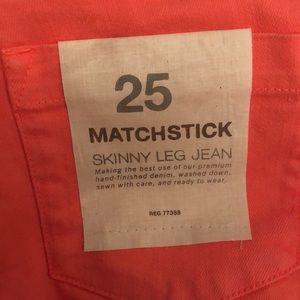 25
MATCHSTICK
SKINNY LEG JEAN
Making the best use of our premium
hand-finished denim, washed down,
sewn with care, and ready to wear.
REG 77388